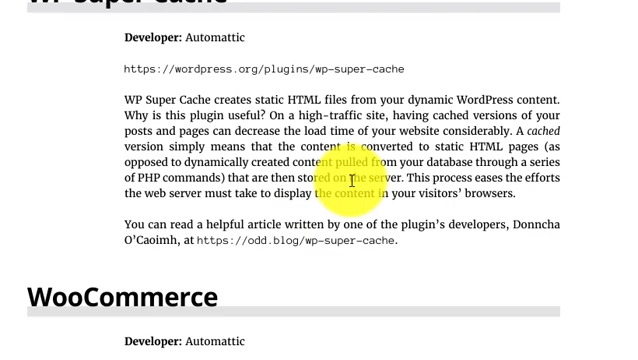 WP Super Cache
Developer: Automattic
https://wordpress.org/plugins/wp-super-cache
WP Super Cache creates static HTML files from your dynamic WordPress content.
Why is this plugin useful? On a high-traffic site, having cached versions of your
posts and pages can decrease the load time of your website considerably. A cached
version simply means that the content is converted to static HTML pages (as
opposed to dynamically created content pulled from your database through a series
of PHP commands) that are then stored on the server. This process eases the efforts
the web server must take to display the content in your visitors’ browsers.
You can read a helpful article written by one of the plugin’s developers, Donncha
O’Caoimh, at https://odd.blog/wp-super-cache.
WooCommerce
Developer: Automattic